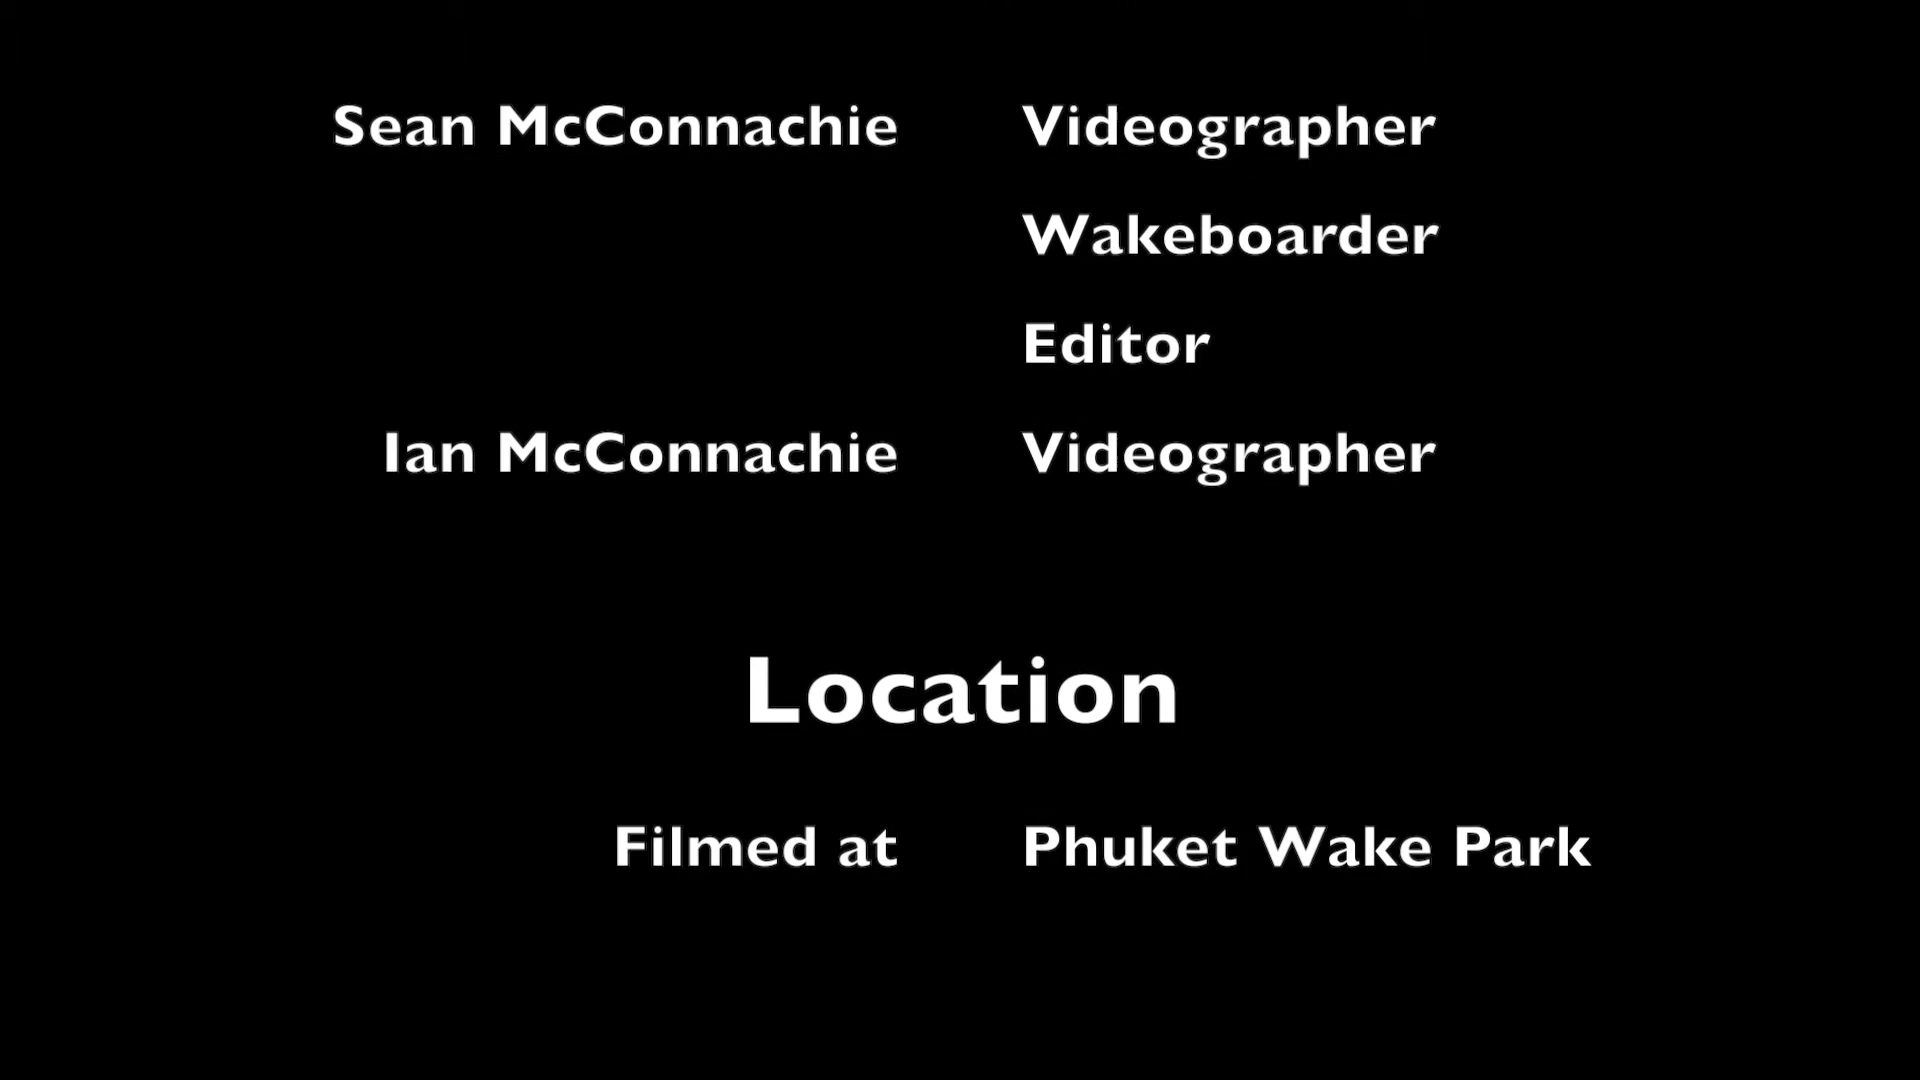 Sean McConnachie Videographer
Wakeboarder
Editor
Ian McConnachie Videographer
Location
Filmed at Phuket Wake Park